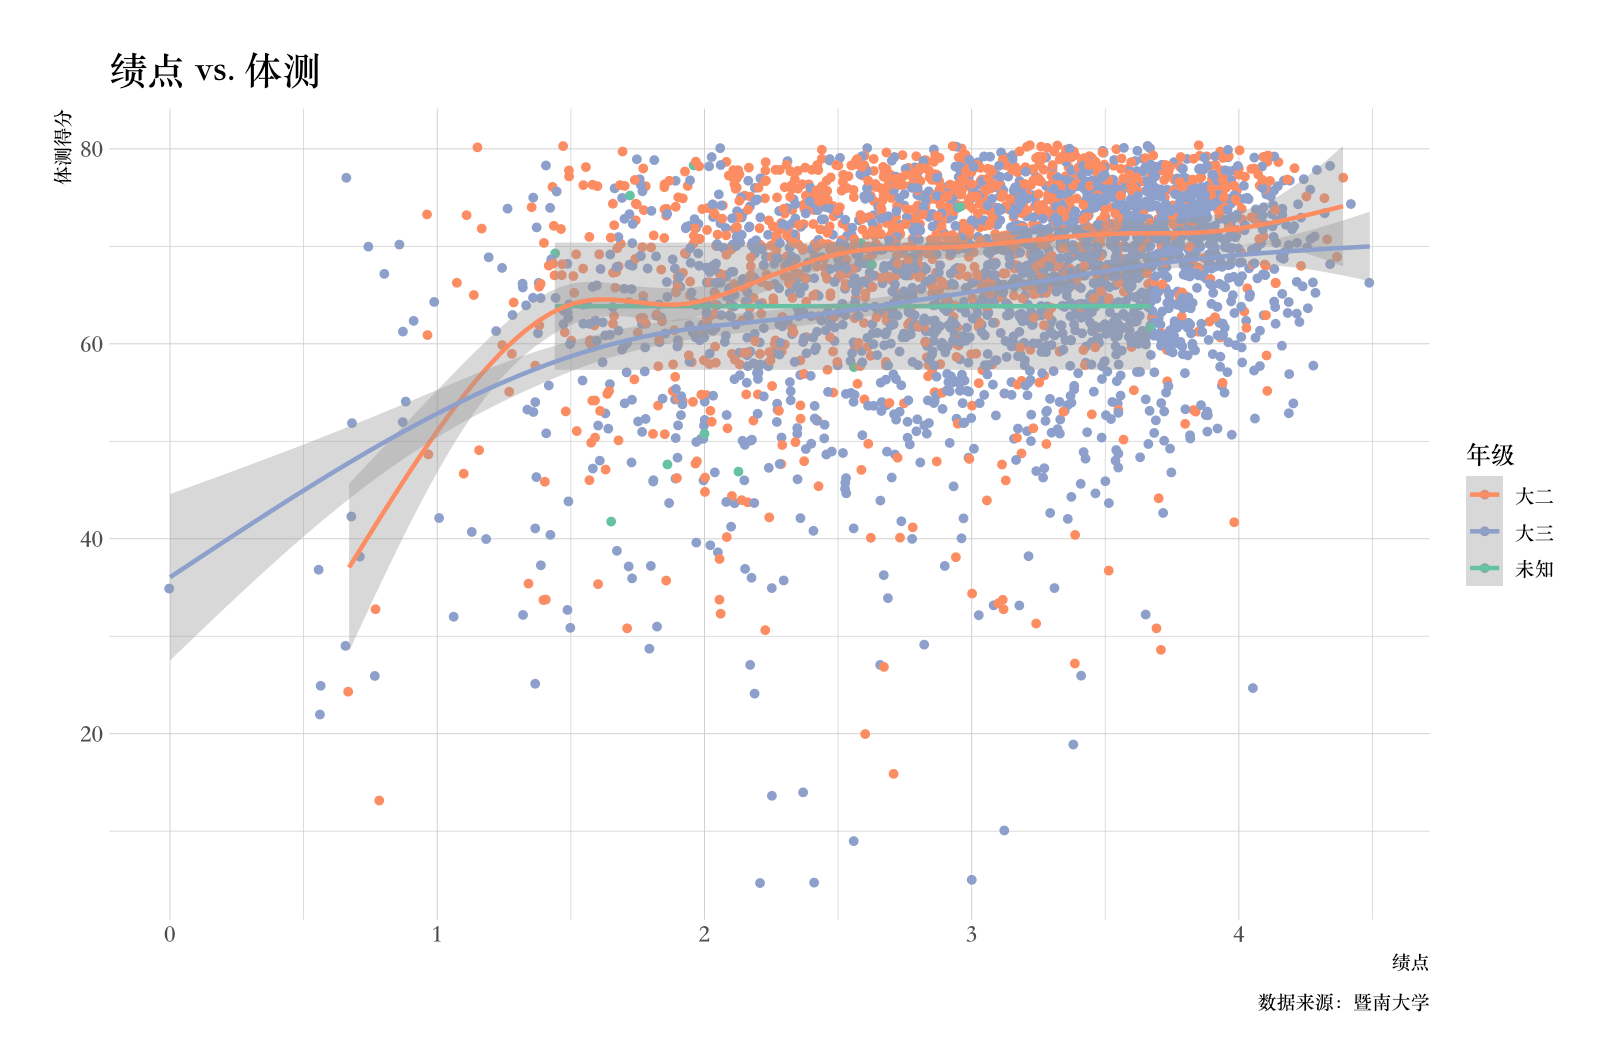 绩点 vs. 体测
体测得分
80
60
40
20
0 1 2 3 4
绩点
年级
大二
大三
未知
数据来源：暨南大学